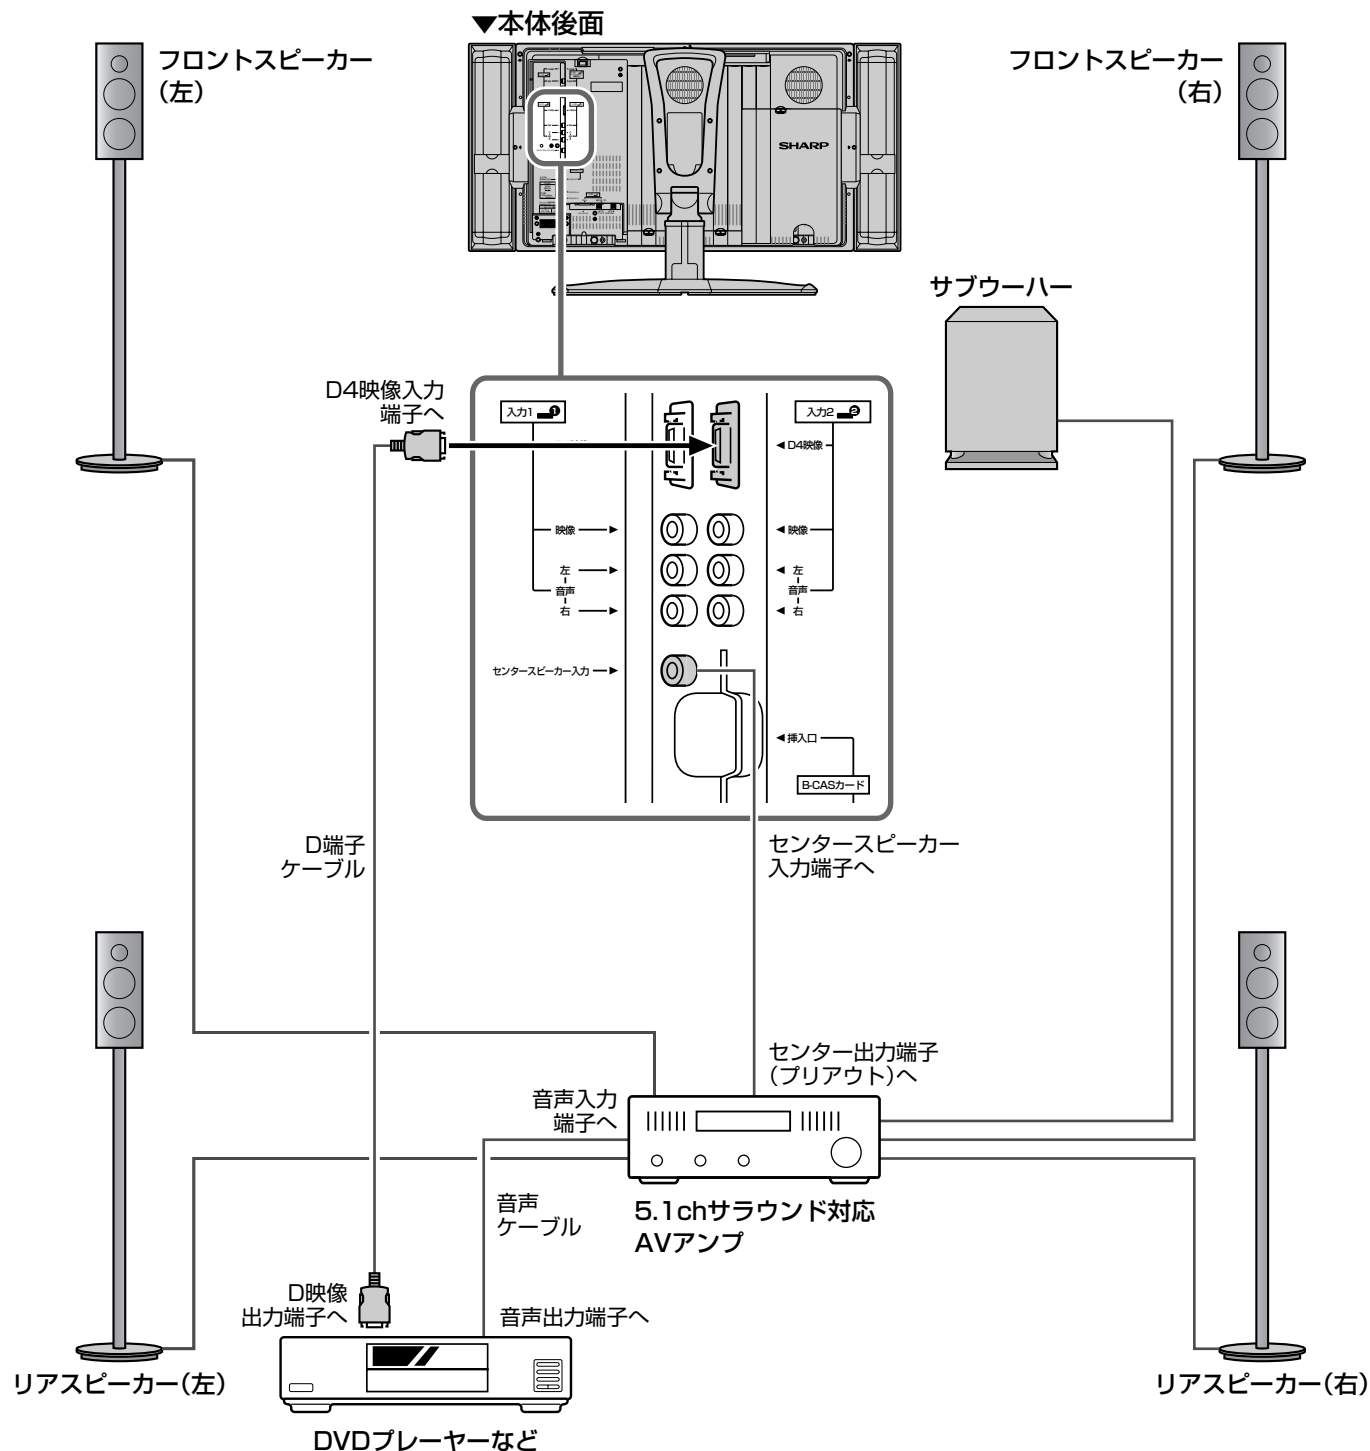 ▼本体後面
フロントスピーカー
（左）
フロントスピーカー
（右）
SHARP
サブウーハー
D4映像入力
端子へ
入力1
1
入力2
2
D4映像
映像
映像
左
音声
右
左
音声
右
センタースピーカー入力
挿入口
B-CASカード
D端子
ケーブル
センタースピーカー
入力端子へ
センター出力端子
（プリアウト）へ
音声入力
端子へ
音声
ケーブル
5.1chサラウンド対応
AVアンプ
D映像
出力端子へ
音声出力端子へ
リアスピーカー（左）
リアスピーカー（右）
DVDプレーヤーなど